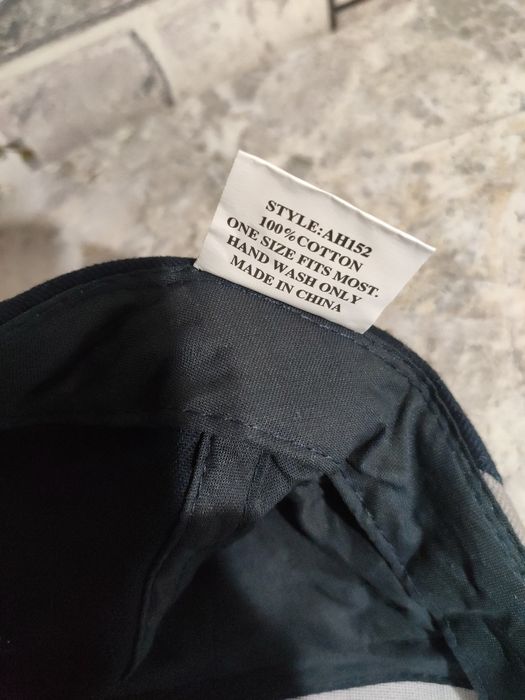 STYLE:AH152
100%COTTON
ONE SIZE FITS MOST.
HAND WASH ONLY
MADE IN CHINA